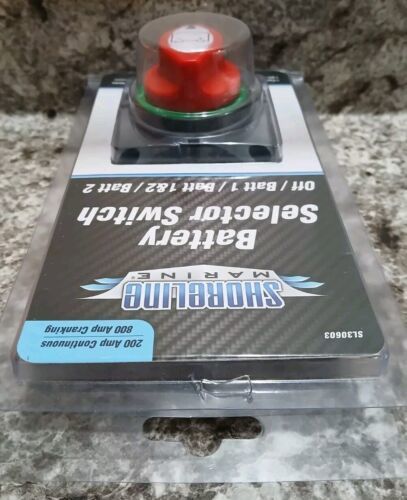 SL30603
200 Amp Continuous
800 Amp Cranking
SHORELINE
MARINE
Battery
Selector Switch
Off / Batt 1 / Batt 1&2 / Batt 2